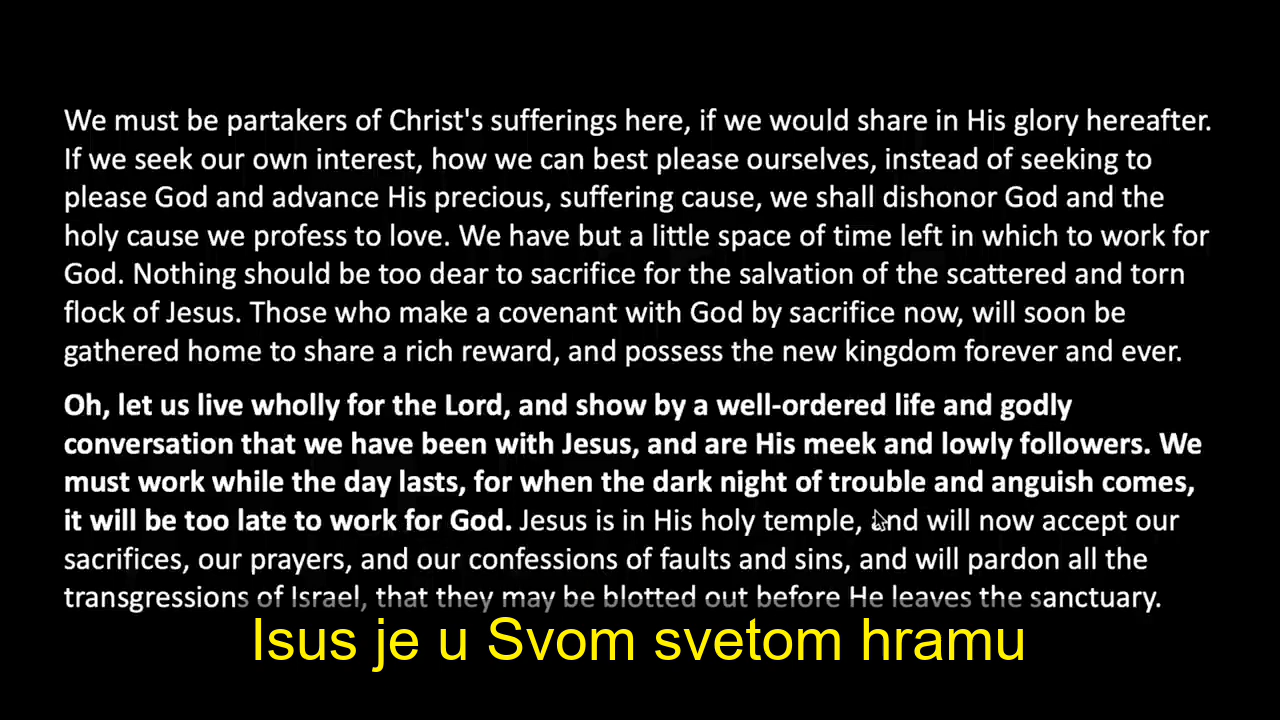 We must be partakers of Christ's sufferings here, if we would share in His glory hereafter.
If we seek our own interest, how we can best please ourselves, instead of seeking to
please God and advance His precious, suffering cause, we shall dishonor God and the
holy cause we profess to love. We have but a little space of time left in which to work for
God. Nothing should be too dear to sacrifice for the salvation of the scattered and torn
flock of Jesus. Those who make a covenant with God by sacrifice now, will soon be
gathered home to share a rich reward, and possess the new kingdom forever and ever.
Oh, let us live wholly for the Lord, and show by a well-ordered life and godly
conversation that we have been with Jesus, and are His meek and lowly followers. We
must work while the day lasts, for when the dark night of trouble and anguish comes,
it will be too late to work for God. Jesus is in His holy temple, and will now accept our
sacrifices, our prayers, and our confessions of faults and sins, and will pardon all the
transgressions of Israel, that they may be blotted out before He leaves the sanctuary.
Isus je u Svom svetom hramu